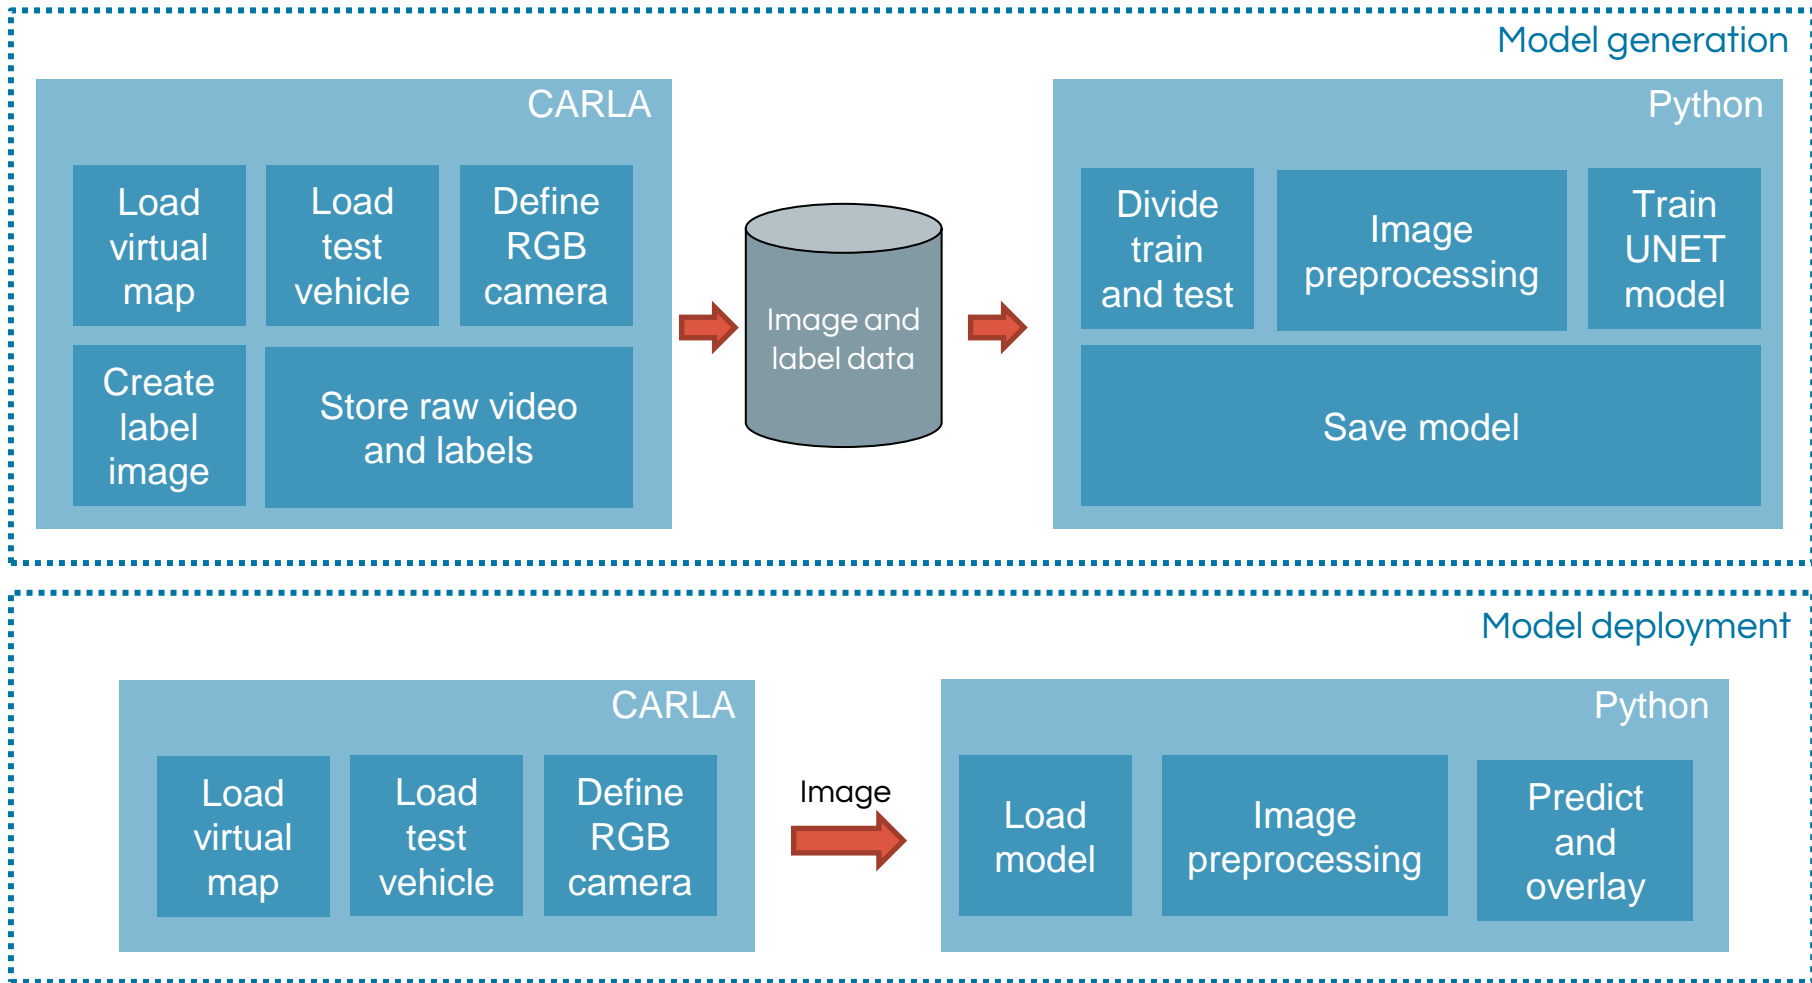 Model generation
CARLA
Load
virtual
map
Load
test
vehicle
Define
RGB
camera
Create
label
image
Store raw video
and labels
Image and
label data
Python
Divide
train
and test
Image
preprocessing
Train
UNET
model
Save model
Model deployment
CARLA
Load
virtual
map
Load
test
vehicle
Define
RGB
camera
Image
Python
Load
model
Image
preprocessing
Predict
and
overlay